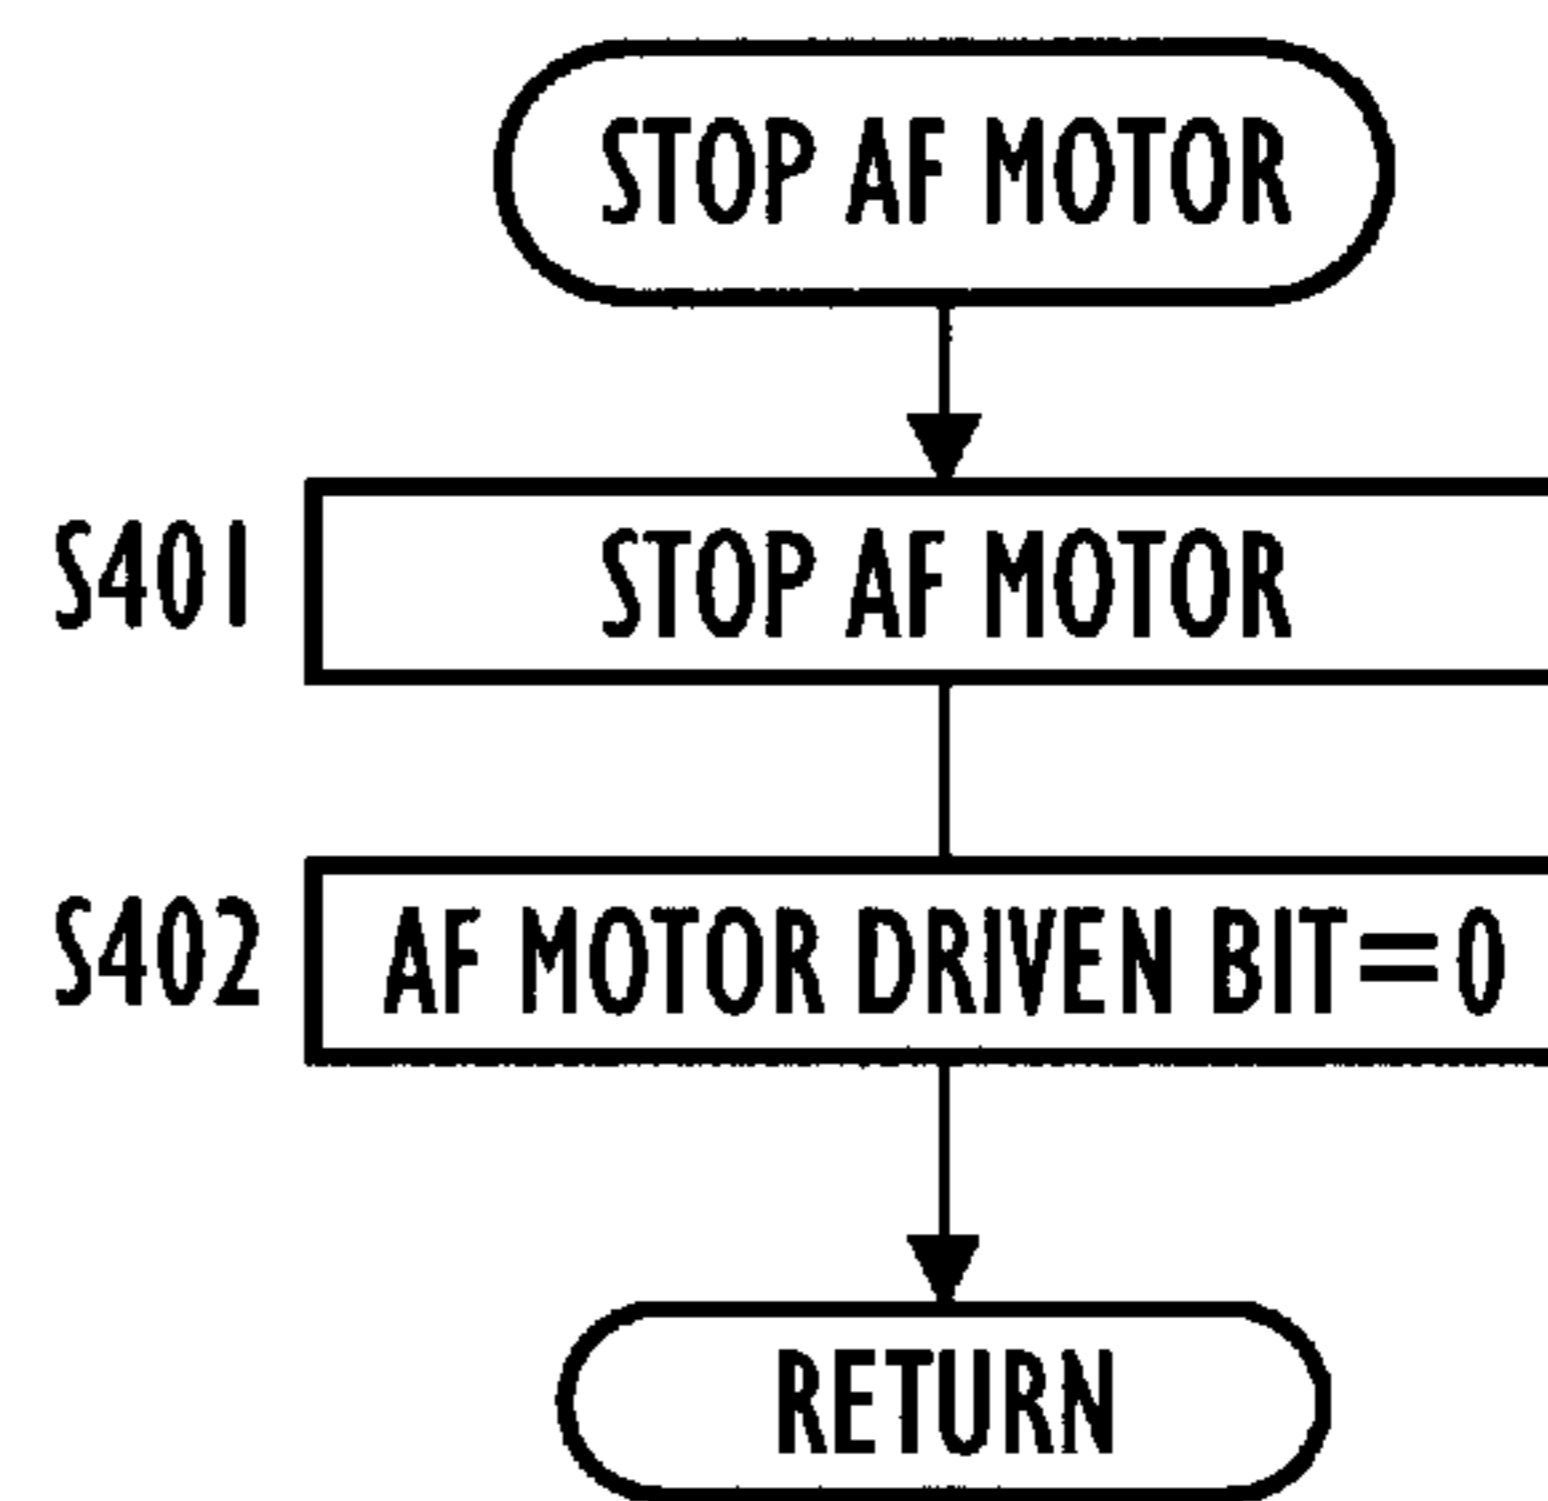 STOP AF MOTOR
S401 STOP AF MOTOR
S402 AF MOTOR DRIVEN BIT=0
RETURN